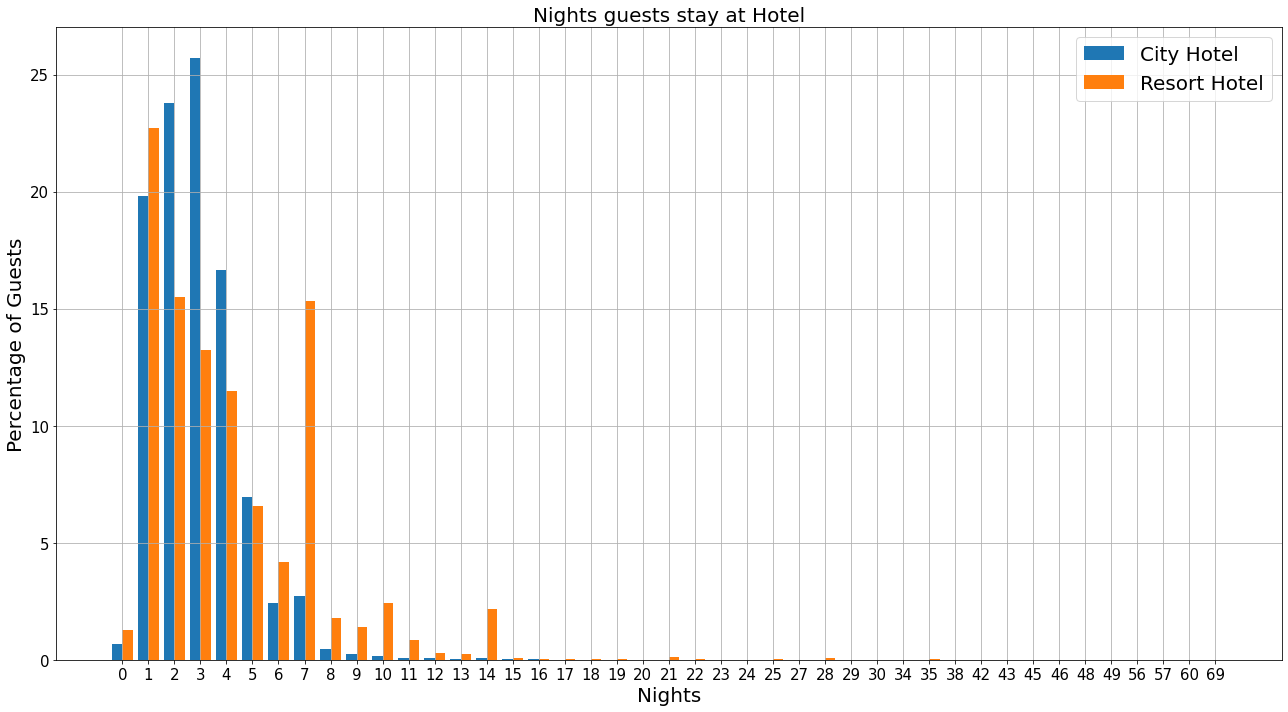 Nights guests stay at Hotel
City Hotel
Resort Hotel
Percentage of Guests
25
20
15
10
5
0
0 1 2 3 4 5 6 7 8 9 10 11 12 13 14 15 16 17 18 19 20 21 22 23 24 25 27 28 29 30 34 35 38 42 43 45 46 48 49 56 57 60 69
Nights